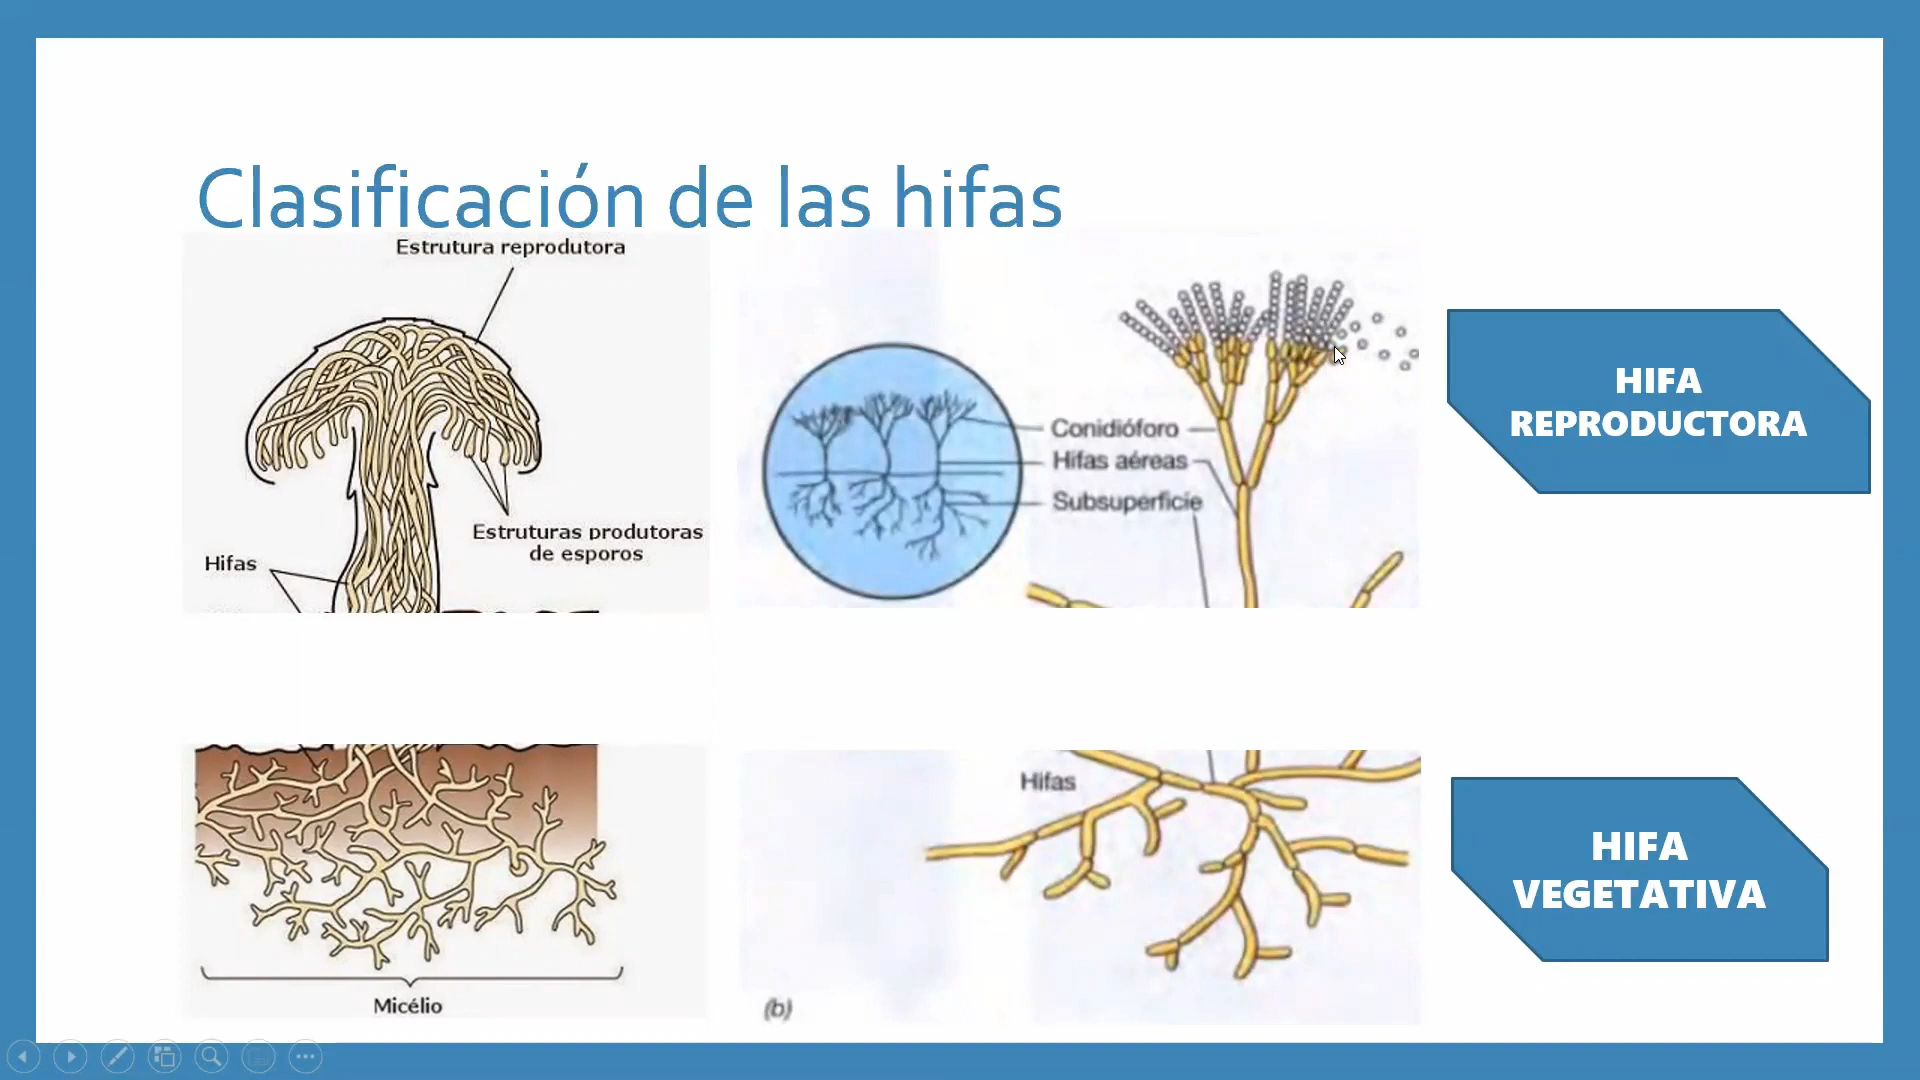 Clasificación de las hifas
Estrutura reprodutora
Estruturas produtoras
de esporos
Hifas
Conidióforo
Hifas aéreas
Subsuperficie
HIFA
REPRODUCTORA
Micélio
Hifas
(b)
HIFA
VEGETATIVA